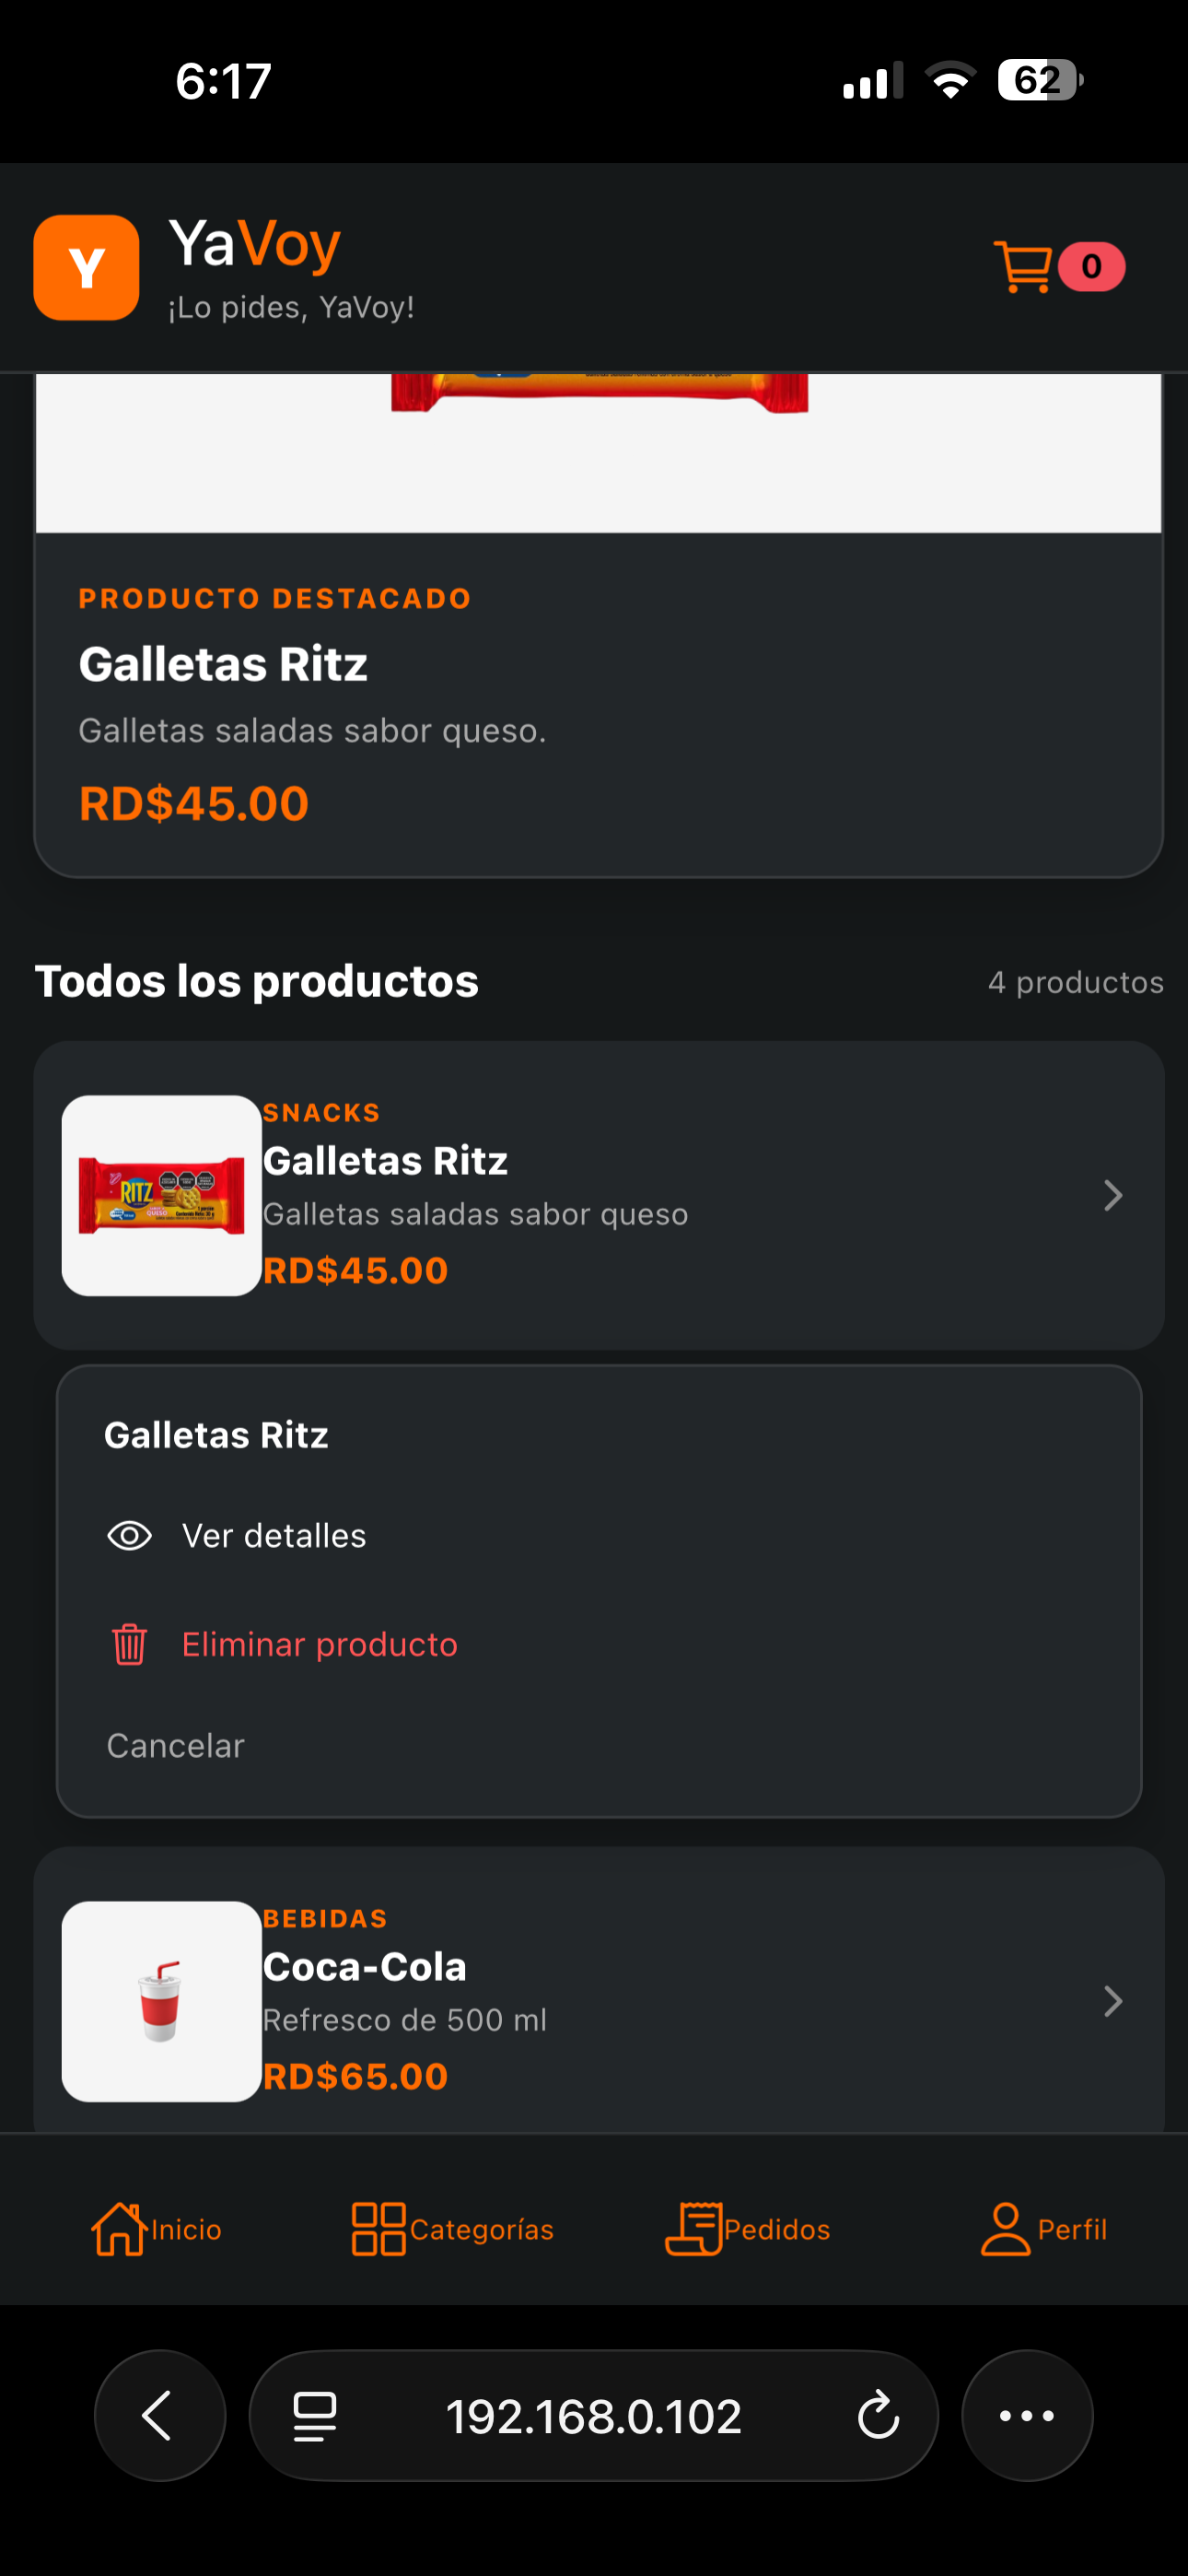 6:17
62
Y
YaVoy
¡Lo pides, YaVoy!
0
PRODUCTO DESTACADO
Galletas Ritz
Galletas saladas sabor queso.
RD$45.00
Todos los productos
4 productos
SNACKS
RITZ
QUESO
Galletas Ritz
Galletas saladas sabor queso
RD$45.00
Galletas Ritz
Ver detalles
Eliminar producto
Cancelar
BEBIDAS
Coca-Cola
Refresco de 500 ml
RD$65.00
Inicio
Categorías
Pedidos
Perfil
192.168.0.102